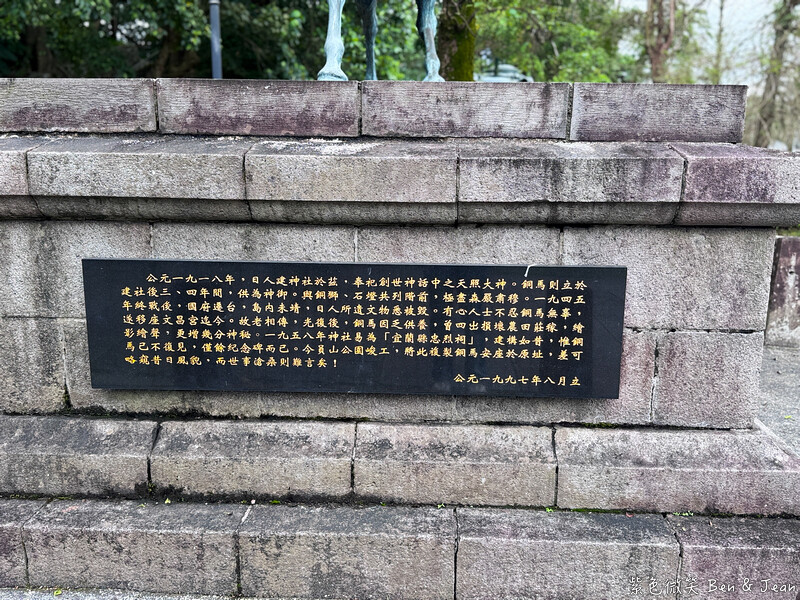 公元一九一八年,日人建神社於茲,奉祀創世神話中之天照大神。銅馬則立於
建社後三、四年間,供為神御。與銅獅、石燈共列階前,極盡森嚴肅穆。一九四五
年終戰後,國府遷台,島內未靖,日人所遺文物悉被毀。有心人士不忍銅馬無辜,
遂移座文昌宮迄今。故老相傳,光復後,銅馬因乏供養,曾四出損壞農田莊稼,繪
影繪聲,更增幾分神秘。一九五八年神社易為「宜蘭縣忠烈祠」,建構如昔,惟銅
馬已不復見,僅餘紀念碑而已。今員山公園峻工,將此複製銅馬安座於原址,差可
略窺昔日風貌,而世事滄桑則難言矣!
公元一九九七年八月立
紫色微笑 Ben & Jean